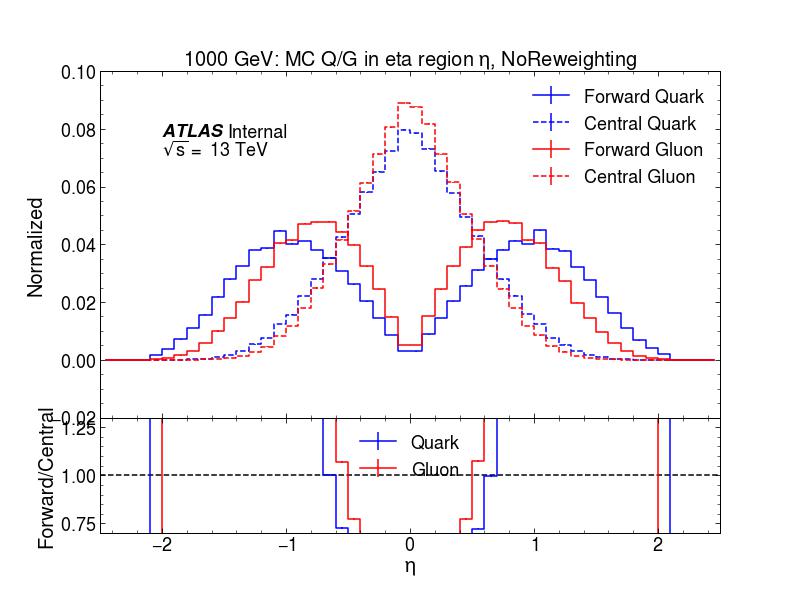 1000 GeV: MC Q/G in eta region η, NoReweighting
0.10
0.08
0.06
0.04
0.02
0.00
−0.02
Normalized
ATLAS Internal
√s = 13 TeV
Forward Quark
Central Quark
Forward Gluon
Central Gluon
1.25
1.00
0.75
Forward/Central
Quark
Gluon
−2 −1 0 1 2
η